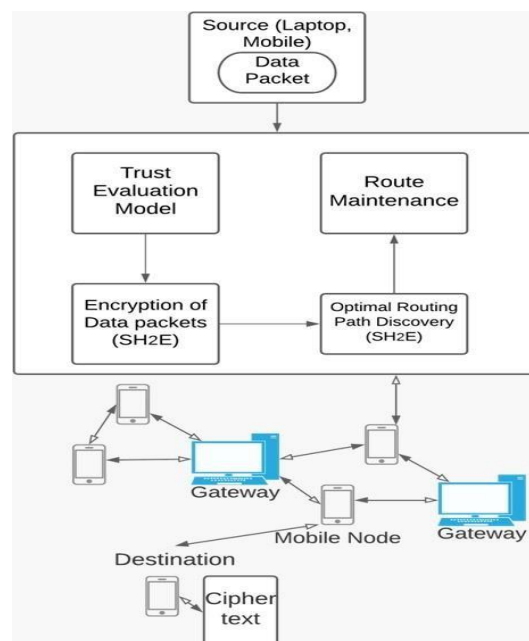 Source (Laptop,
Mobile)
Data
Packet
Trust
Evaluation
Model
Route
Maintenance
Encryption of
Data packets
(SH2E)
Optimal Routing
Path Discovery
(SH2E)
Gateway
Mobile Node
Gateway
Destination
Cipher
text